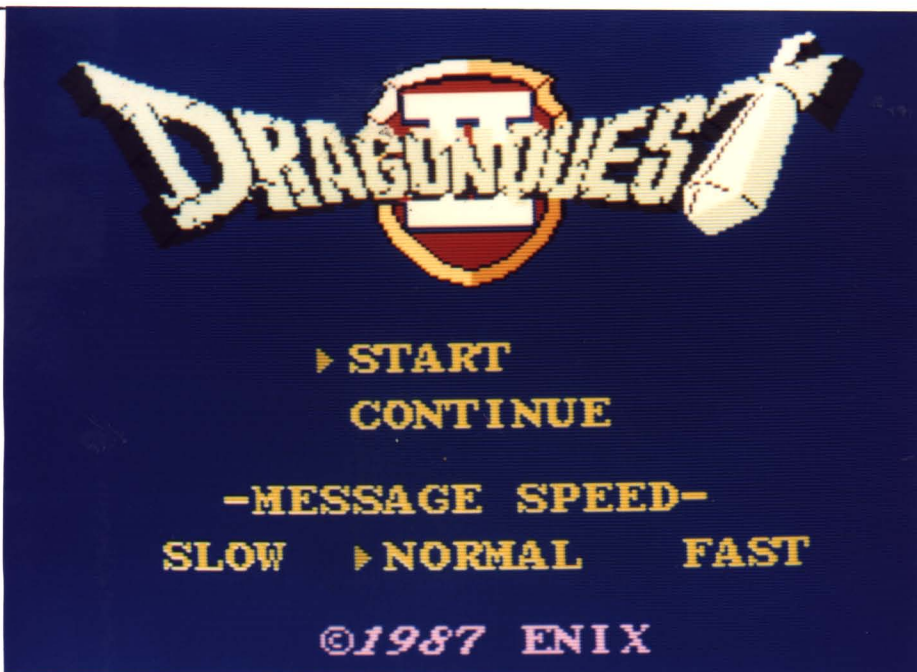 DRAGON QUEST
II
▶ START
CONTINUE
-MESSAGE SPEED-
SLOW ▶ NORMAL FAST
©1987 ENIX